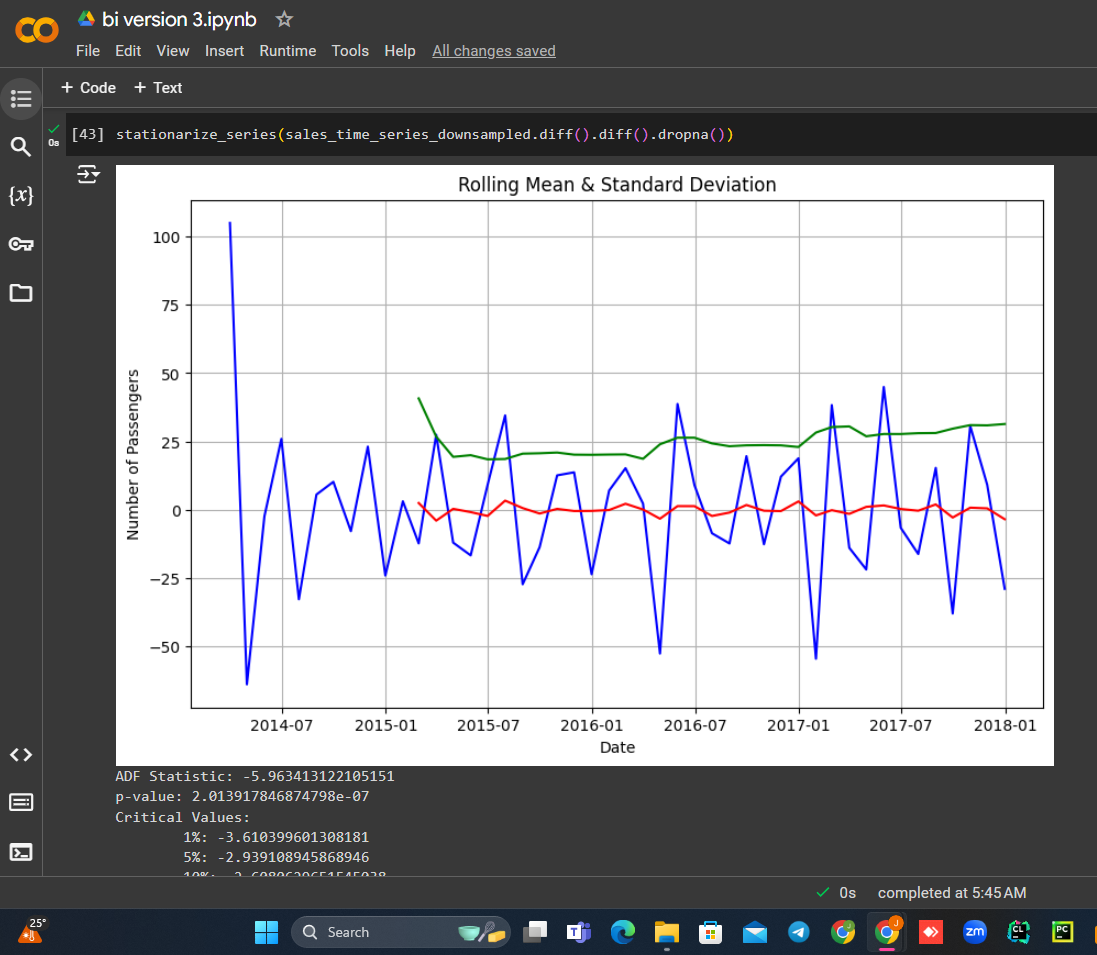 bi version 3.ipynb
File Edit View Insert Runtime Tools Help All changes saved
+ Code + Text
[43] stationarize_series(sales_time_series_downsampled.diff().diff().dropna())
0s
{x}
Rolling Mean & Standard Deviation
100
75
50
25
0
−25
−50
Number of Passengers
2014-07 2015-01 2015-07 2016-01 2016-07 2017-01 2017-07 2018-01
Date
ADF Statistic: -5.963413122105151
p-value: 2.013917846874798e-07
Critical Values:
1%: -3.610399601308181
5%: -2.939108945868946
0s completed at 5:45 AM
25°
Search
T
J
zm
CL
PC